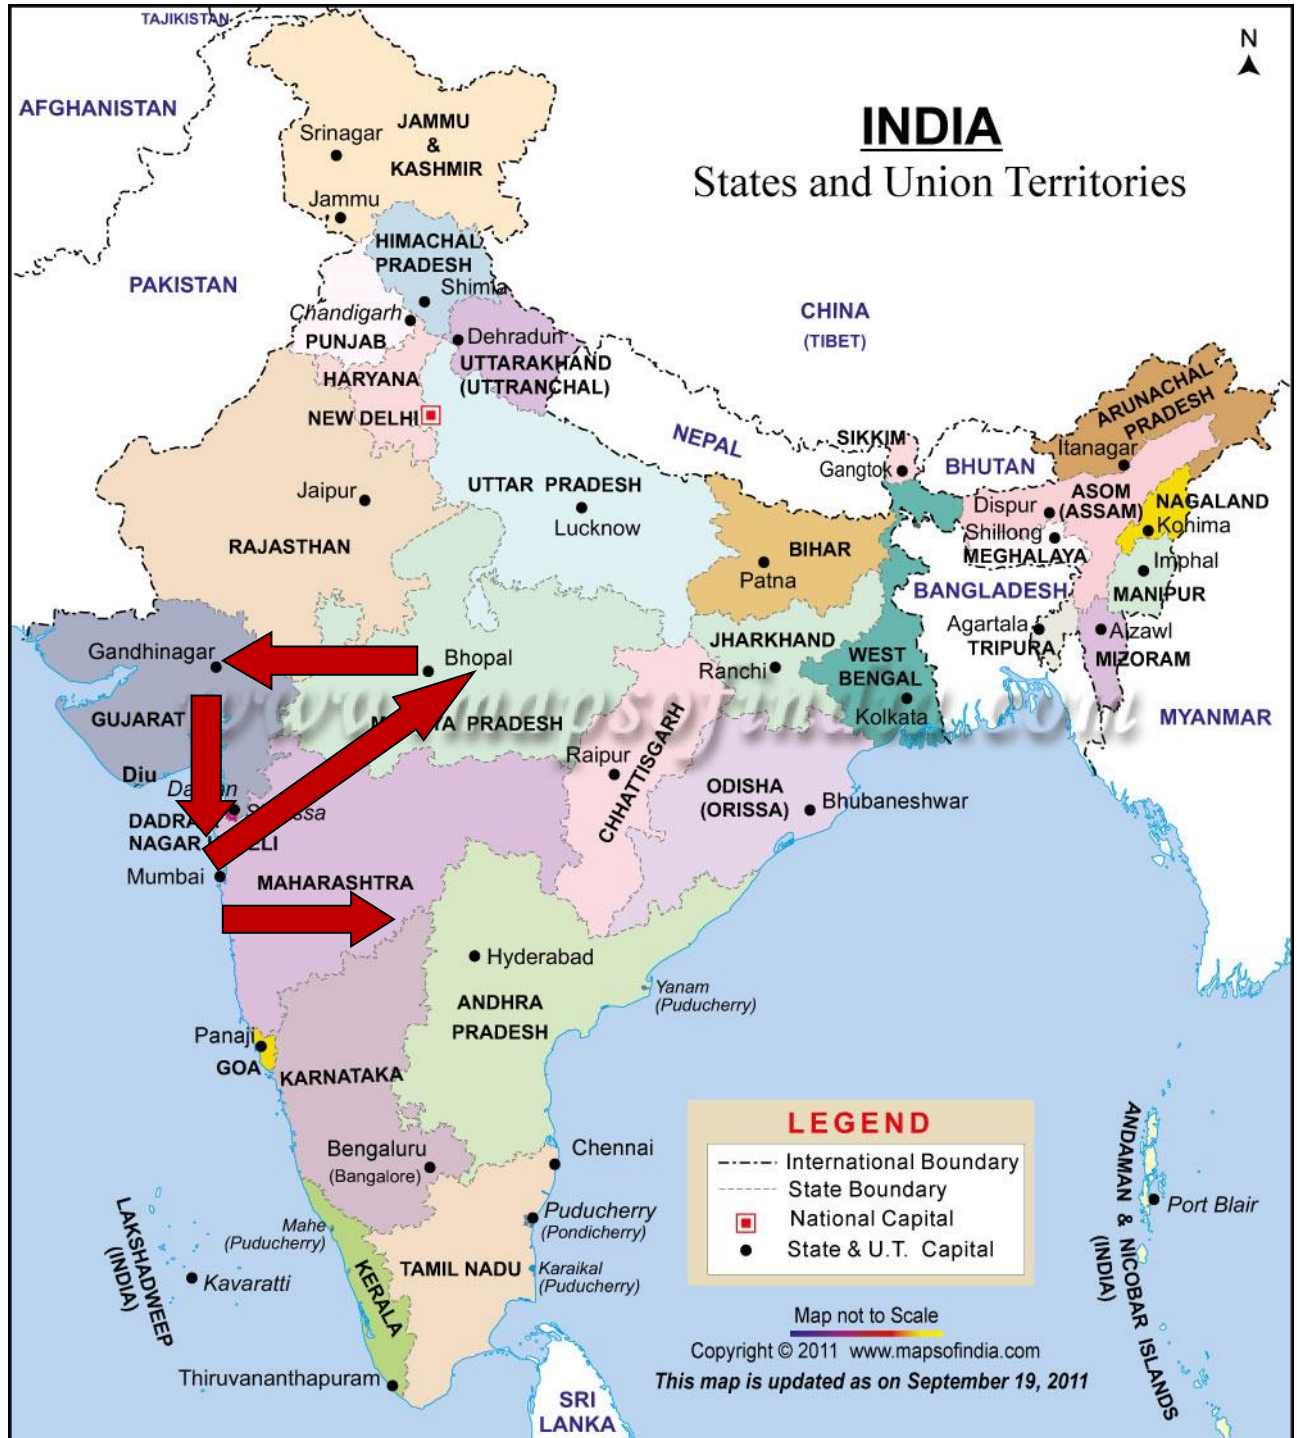 TAJIKISTAN
N
AFGHANISTAN
INDIA
States and Union Territories
JAMMU
&
KASHMIR
Srinagar
Jammu
HIMACHAL
PRADESH
PAKISTAN
Shimla
CHINA
(TIBET)
Chandigarh
PUNJAB
Dehradun
UTTARAKHAND
(UTTRANCHAL)
HARYANA
NEW DELHI
ARUNACHAL
PRADESH
NEPAL
SIKKIM
Gangtok
BHUTAN
Itanagar
UTTAR PRADESH
Lucknow
Jaipur
RAJASTHAN
ASOM
(ASSAM)
NAGALAND
Dispur
Kohima
Shillong
MEGHALAYA
BIHAR
Patna
Imphal
MANIPUR
BANGLADESH
Agartala
TRIPURA
Aizawl
MIZORAM
JHARKHAND
Ranchi
WEST
BENGAL
Kolkata
Gandhinagar
Bhopal
GUJARAT
PRADESH
www.mapsofindia.com
MYANMAR
Raipur
CHHATTISGARH
ODISHA
(ORISSA)
Bhubaneshwar
Diu
DADRA
NAGAR
Mumbai
MAHARASHTRA
Hyderabad
Yanam
(Puducherry)
ANDHRA
PRADESH
Panaji
GOA
KARNATAKA
Bengaluru
(Bangalore)
Chennai
Puducherry
(Pondicherry)
Mahe
(Puducherry)
KERALA
TAMIL NADU
Karaikal
(Puducherry)
LAKSHADWEEP
(INDIA)
Kavaratti
Thiruvananthapuram
SRI
LANKA
LEGEND
International Boundary
State Boundary
National Capital
State & U.T. Capital
ANDAMAN & NICOBAR ISLANDS
(INDIA)
Port Blair
Map not to Scale
Copyright © 2011 www.mapsofindia.com
This map is updated as on September 19, 2011